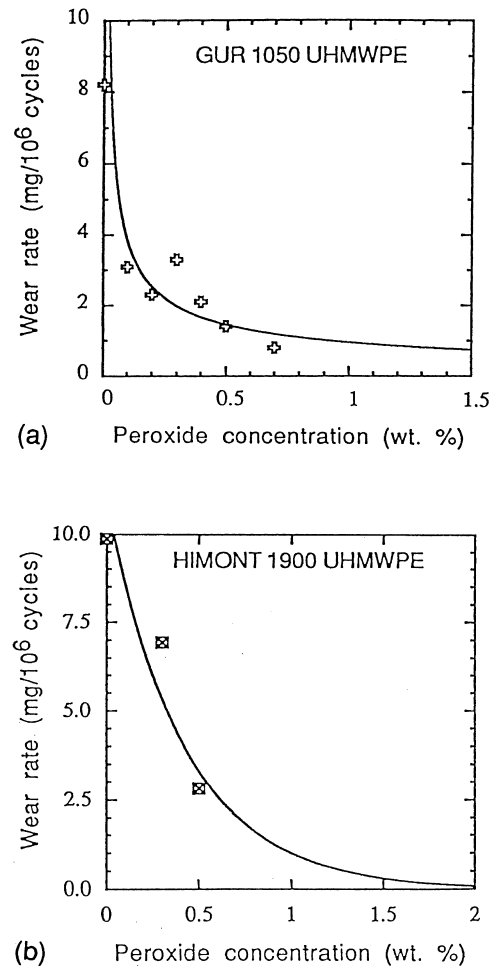 10
GUR 1050 UHMWPE
8
6
4
2
0
0 0.5 1 1.5
Wear rate (mg/10⁶ cycles)
(a) Peroxide concentration (wt. %)
10.0
HIMONT 1900 UHMWPE
7.5
5.0
2.5
0.0
0 0.5 1 1.5 2
Wear rate (mg/10⁶ cycles)
(b) Peroxide concentration (wt. %)